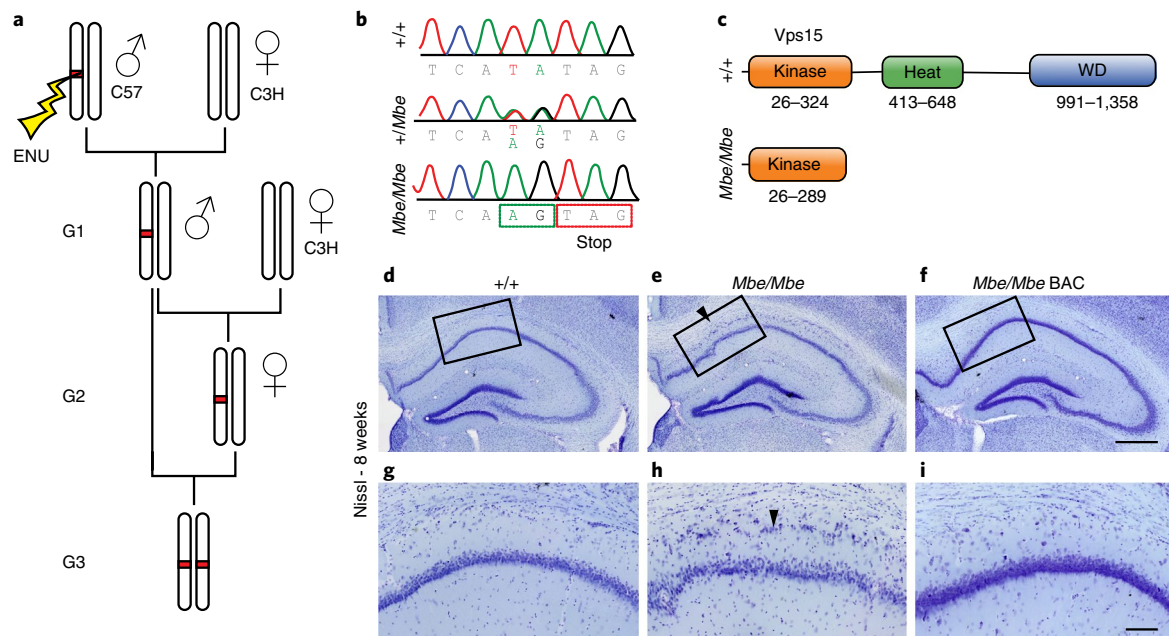 a
C57
C3H
ENU
G1
C3H
G2
G3
b
+/+
T C A T A T A G
+/Mbe
T C A T A T A G
A G
Mbe/Mbe
T C A A G T A G
Stop
c
Vps15
+/+
Kinase Heat WD
26–324 413–648 991–1,358
Mbe/Mbe
Kinase
26–289
Nissl - 8 weeks
d +/+ e Mbe/Mbe f Mbe/Mbe BAC
g h i